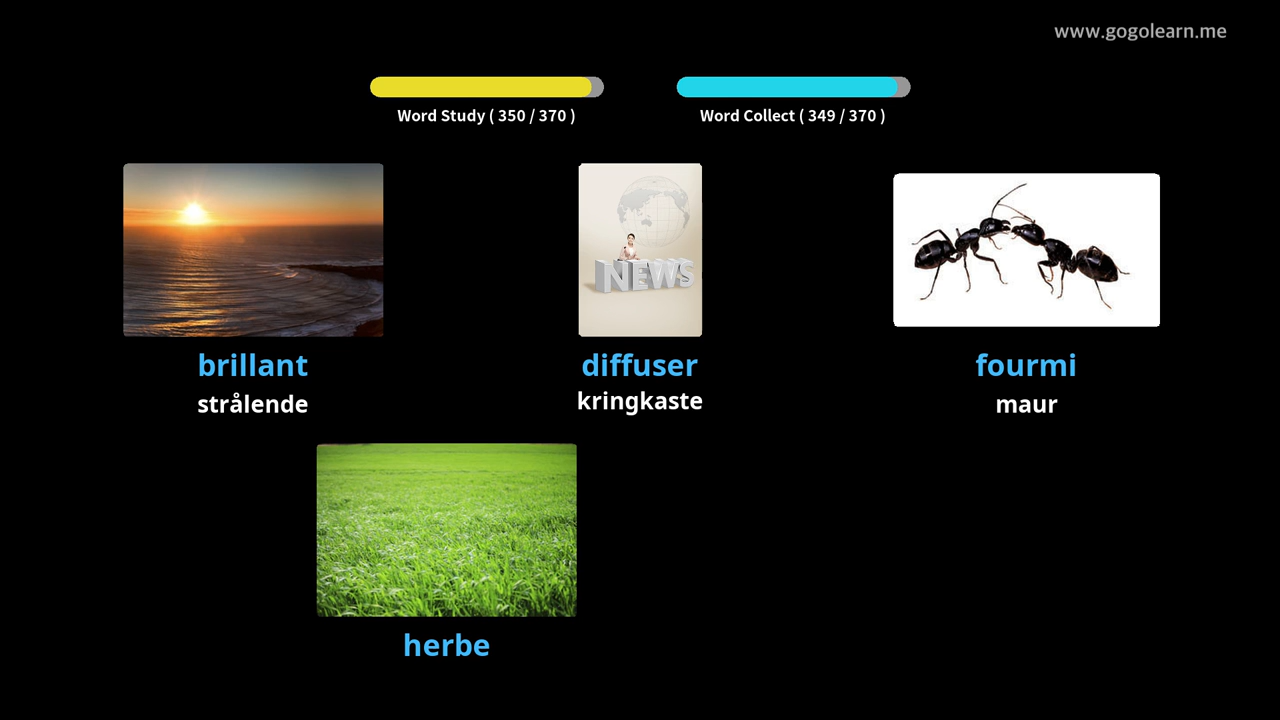 www.gogolearn.me
Word Study ( 350 / 370 )
Word Collect ( 349 / 370 )
NEWS
brillant
strålende
diffuser
kringkaste
fourmi
maur
herbe